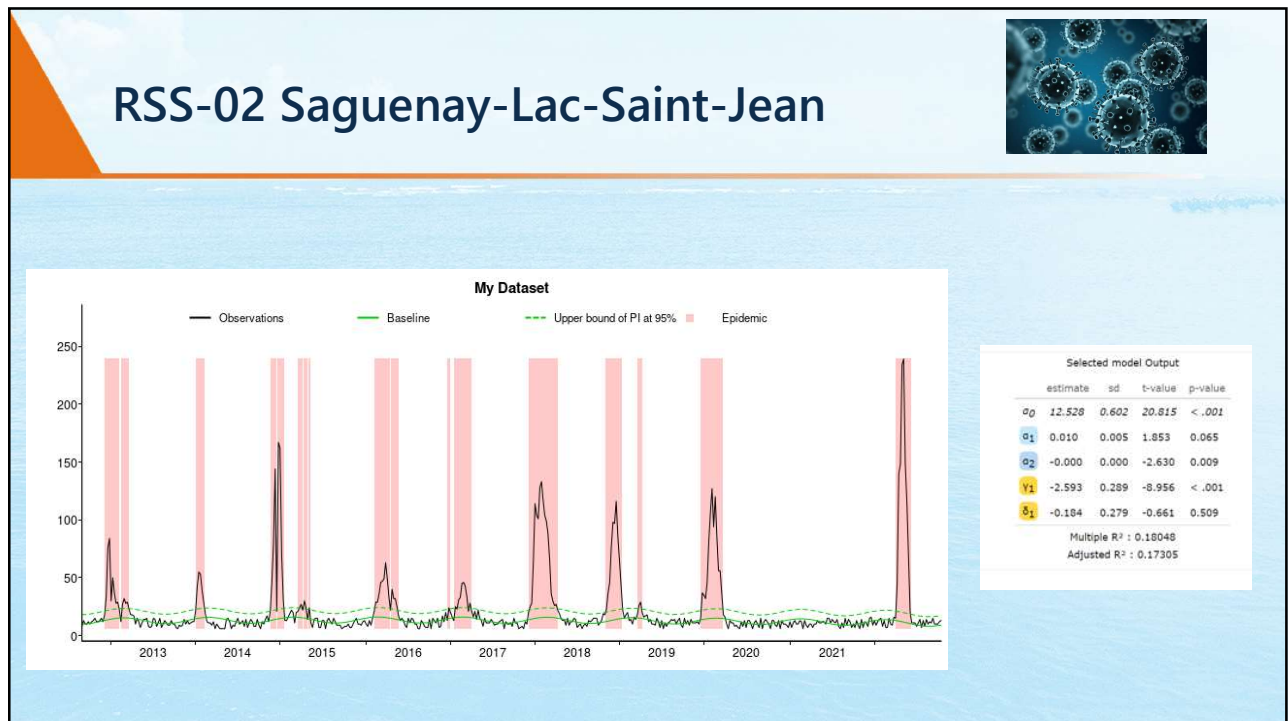 RSS-02 Saguenay-Lac-Saint-Jean
My Dataset
Observations Baseline Upper bound of PI at 95% Epidemic
250
200
150
100
50
0
2013 2014 2015 2016 2017 2018 2019 2020 2021
Selected model Output
estimate sd t-value p-value
α0 12.528 0.602 20.815 < .001
α1 0.010 0.005 1.853 0.065
α2 -0.000 0.000 -2.630 0.009
γ1 -2.593 0.289 -8.956 < .001
δ1 -0.184 0.279 -0.661 0.509
Multiple R² : 0.18048
Adjusted R² : 0.17305